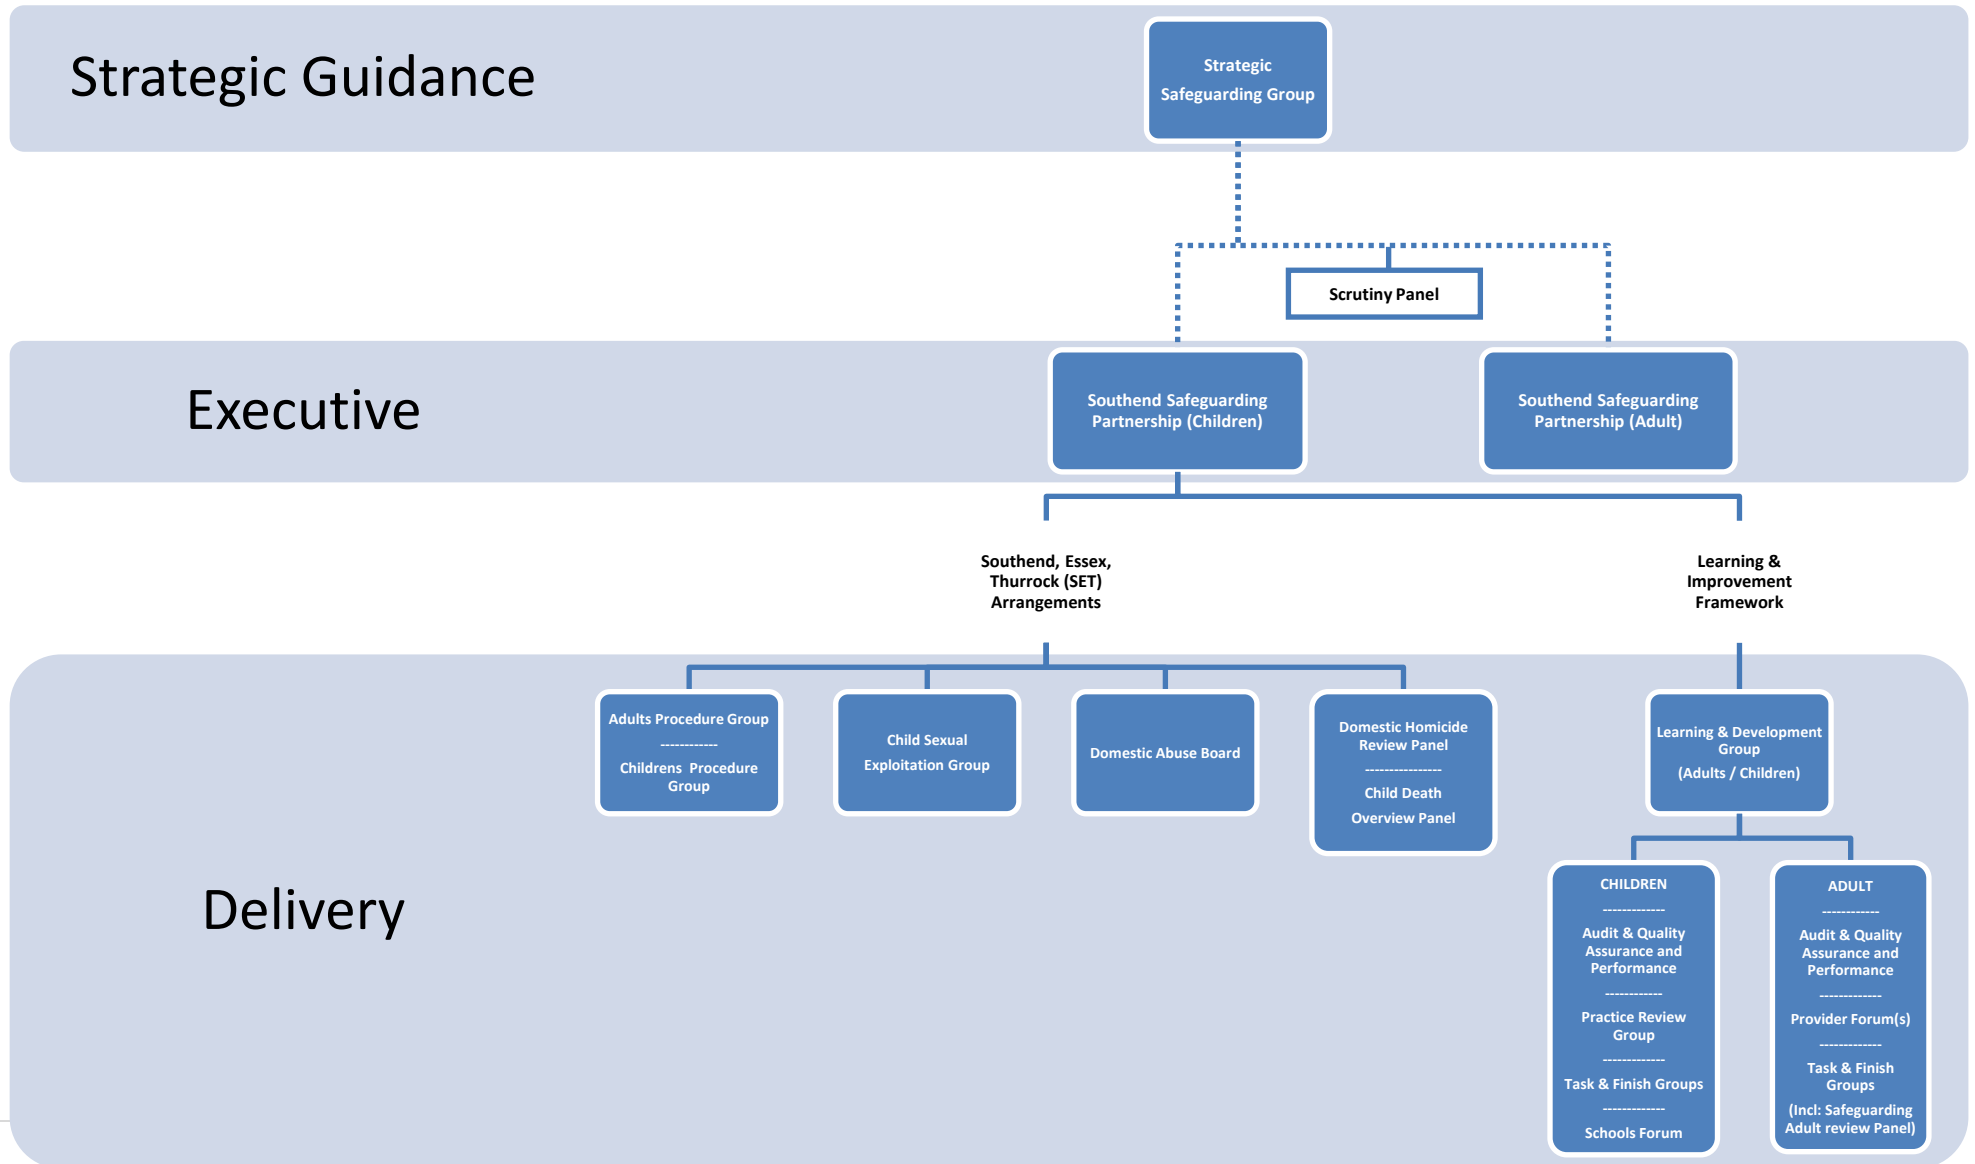 Strategic Guidance
Strategic
Safeguarding Group
Scrutiny Panel
Executive
Southend Safeguarding
Partnership (Children)
Southend Safeguarding
Partnership (Adult)
Southend, Essex,
Thurrock (SET)
Arrangements
Learning &
Improvement
Framework
Delivery
Adults Procedure Group
------------
Childrens  Procedure
Group
Child Sexual
Exploitation Group
Domestic Abuse Board
Domestic Homicide
Review Panel
----------------
Child Death
Overview Panel
Learning & Development
Group
(Adults / Children)
CHILDREN
-------------
Audit & Quality
Assurance and
Performance
------------
Practice Review
Group
-------------
Task & Finish Groups
-------------
Schools Forum
ADULT
------------
Audit & Quality
Assurance and
Performance
-------------
Provider Forum(s)
-------------
Task & Finish
Groups
(Incl: Safeguarding
Adult review Panel)